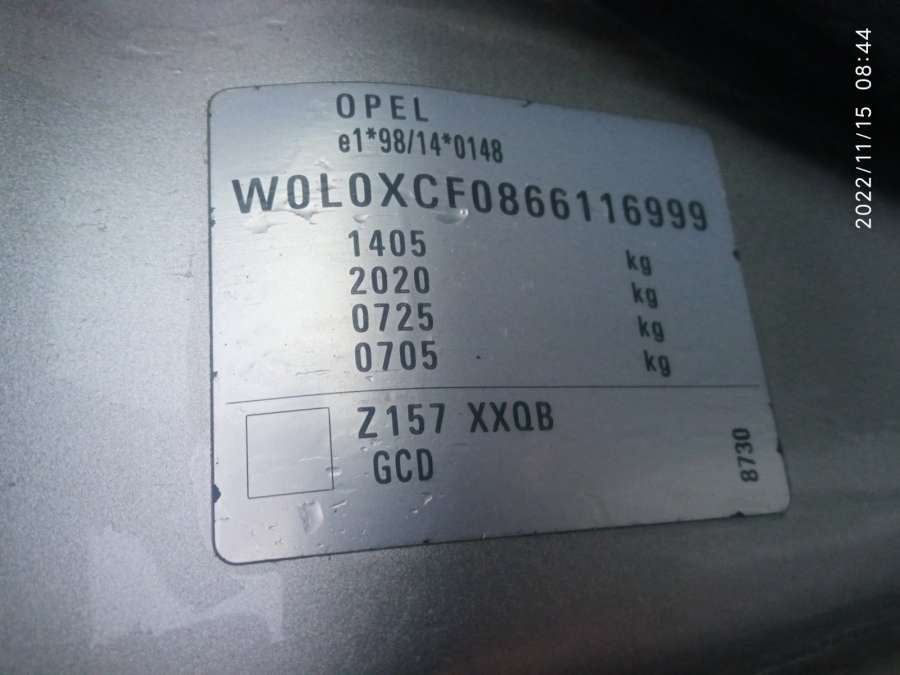 OPEL
e1*98/14*0148
W0L0XCF0866116999
1405 kg
2020 kg
0725 kg
0705 kg
Z157 XXQB
GCD
8730
2022/11/15 08:44